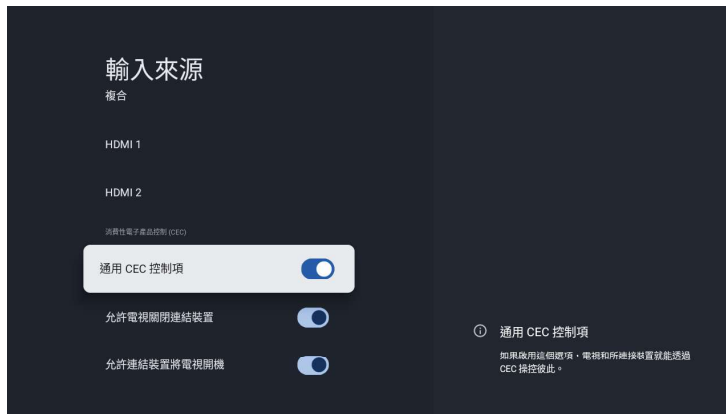 輸入來源
複合
HDMI 1
HDMI 2
消費性電子產品控制 (CEC)
通用 CEC 控制項
允許電視關閉連結裝置
允許連結裝置將電視開機
通用 CEC 控制項
如果啟用這個選項，電視和所連接裝置就能透過
CEC 操控彼此。